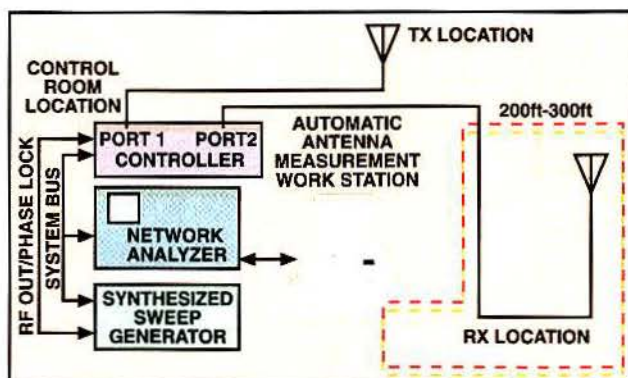 TX LOCATION
CONTROL
ROOM
LOCATION
200ft-300ft
PORT 1 PORT2
CONTROLLER
AUTOMATIC
ANTENNA
MEASUREMENT
WORK STATION
RF OUT/PHASE LOCK
SYSTEM BUS
NETWORK
ANALYZER
SYNTHESIZED
SWEEP
GENERATOR
RX LOCATION